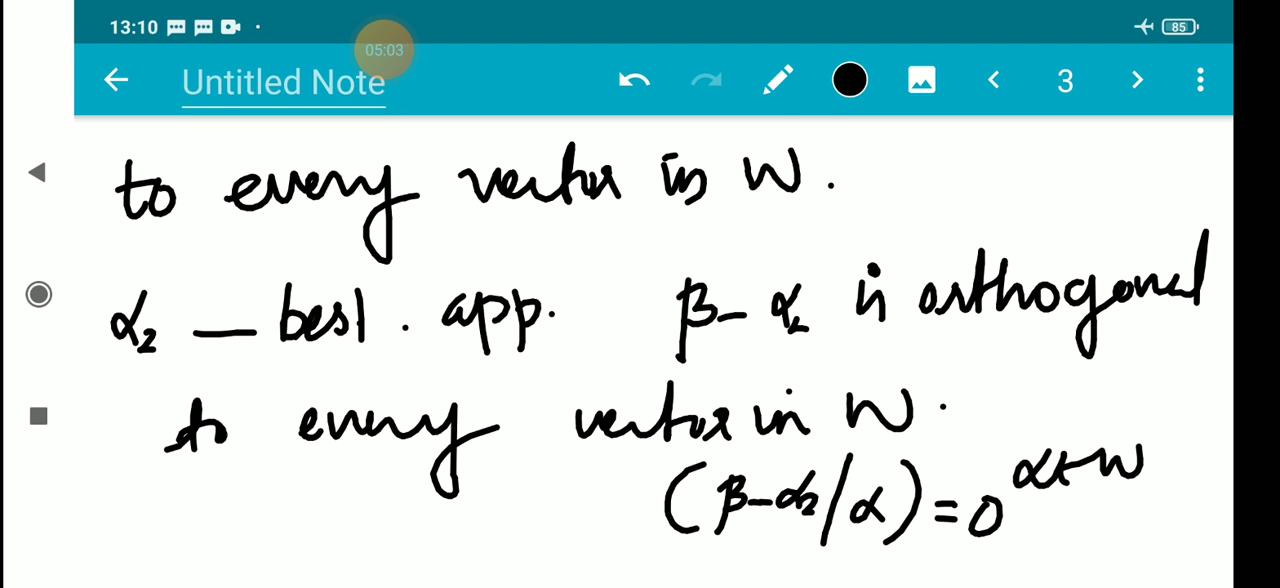 13:10
05:03
85
Untitled Note
3
to every vector in W.
α₂ — best. app. β - α₂ is orthogonal
to every vector in W.
(β-α₂/α) = 0 α∈W